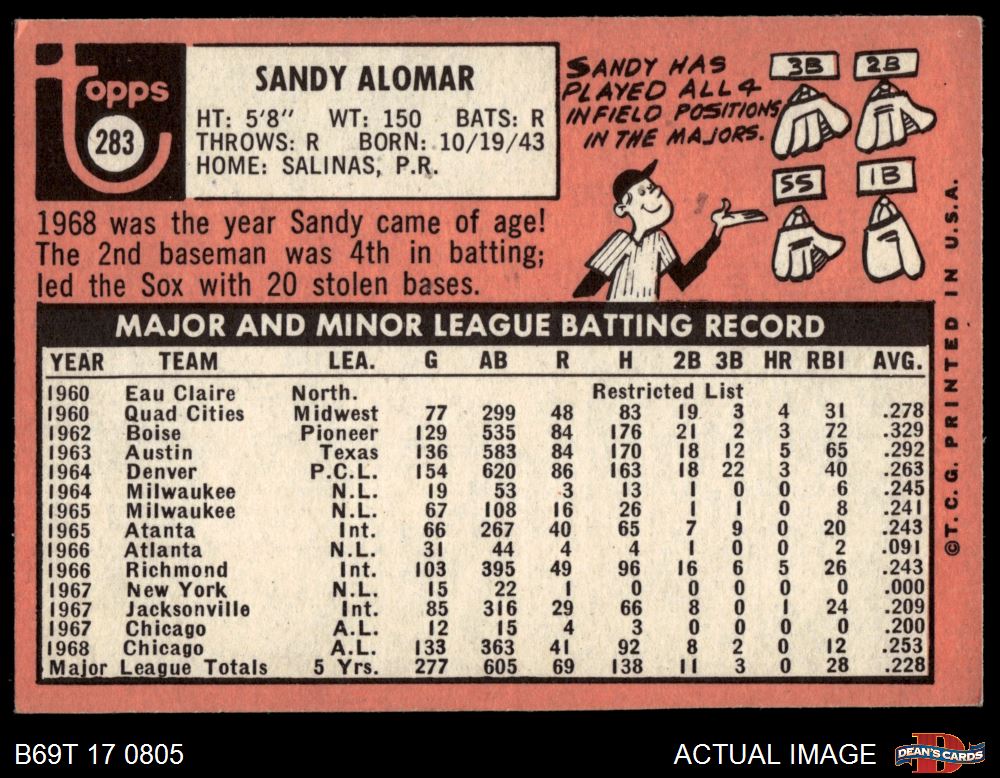 topps
283
SANDY ALOMAR
HT: 5'8" WT: 150 BATS: R
THROWS: R BORN: 10/19/43
HOME: SALINAS, P.R.
SANDY HAS
PLAYED ALL 4
INFIELD POSITIONS
IN THE MAJORS.
3B 2B
SS 1B
1968 was the year Sandy came of age!
The 2nd baseman was 4th in batting;
led the Sox with 20 stolen bases.
MAJOR AND MINOR LEAGUE BATTING RECORD
YEAR TEAM LEA. G AB R H 2B 3B HR RBI AVG.
1960 Eau Claire North. Restricted List
1960 Quad Cities Midwest 77 299 48 83 19 3 4 31 .278
1962 Boise Pioneer 129 535 84 176 21 2 3 72 .329
1963 Austin Texas 136 583 84 170 18 12 5 65 .292
1964 Denver P.C.L. 154 620 86 163 18 22 3 40 .263
1964 Milwaukee N.L. 19 53 3 13 1 0 0 6 .245
1965 Milwaukee N.L. 67 108 16 26 1 1 0 8 .241
1965 Atanta Int. 66 267 40 65 7 9 0 20 .243
1966 Atlanta N.L. 31 44 4 4 1 0 0 2 .091
1966 Richmond Int. 103 395 49 96 16 6 5 26 .243
1967 New York N.L. 15 22 1 0 0 0 0 0 .000
1967 Jacksonville Int. 85 316 29 66 8 0 1 24 .209
1967 Chicago A.L. 12 15 4 3 0 0 0 0 .200
1968 Chicago A.L. 133 363 41 92 8 2 0 12 .253
Major League Totals 5 Yrs. 277 605 69 138 11 3 0 28 .228
©T.C.G. PRINTED IN U.S.A.
B69T 17 0805
ACTUAL IMAGE
DEAN'S CARDS